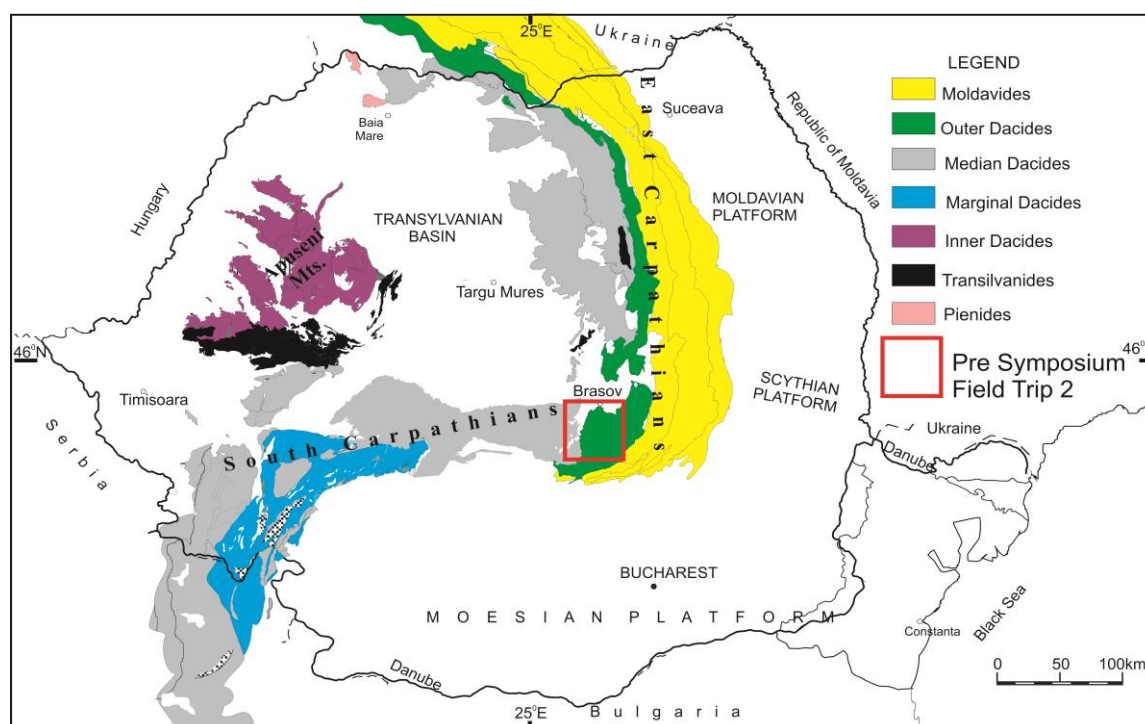 25°E
Ukraine
LEGEND
Moldavides
Outer Dacides
Median Dacides
Marginal Dacides
Inner Dacides
Transilvanides
Pienides
Pre Symposium
Field Trip 2
Baia
Mare
Suceava
East Carpathians
Republic of Moldavia
Hungary
TRANSYLVANIAN
BASIN
MOLDAVIAN
PLATFORM
Apuseni
Mts.
Targu Mures
46°N
46°
Timisoara
Brasov
SCYTHIAN
PLATFORM
Serbia
South Carpathians
Ukraine
Danube
BUCHAREST
MOESIAN PLATFORM
Constanta
Black Sea
Danube
25°E
Bulgaria
0 50 100km